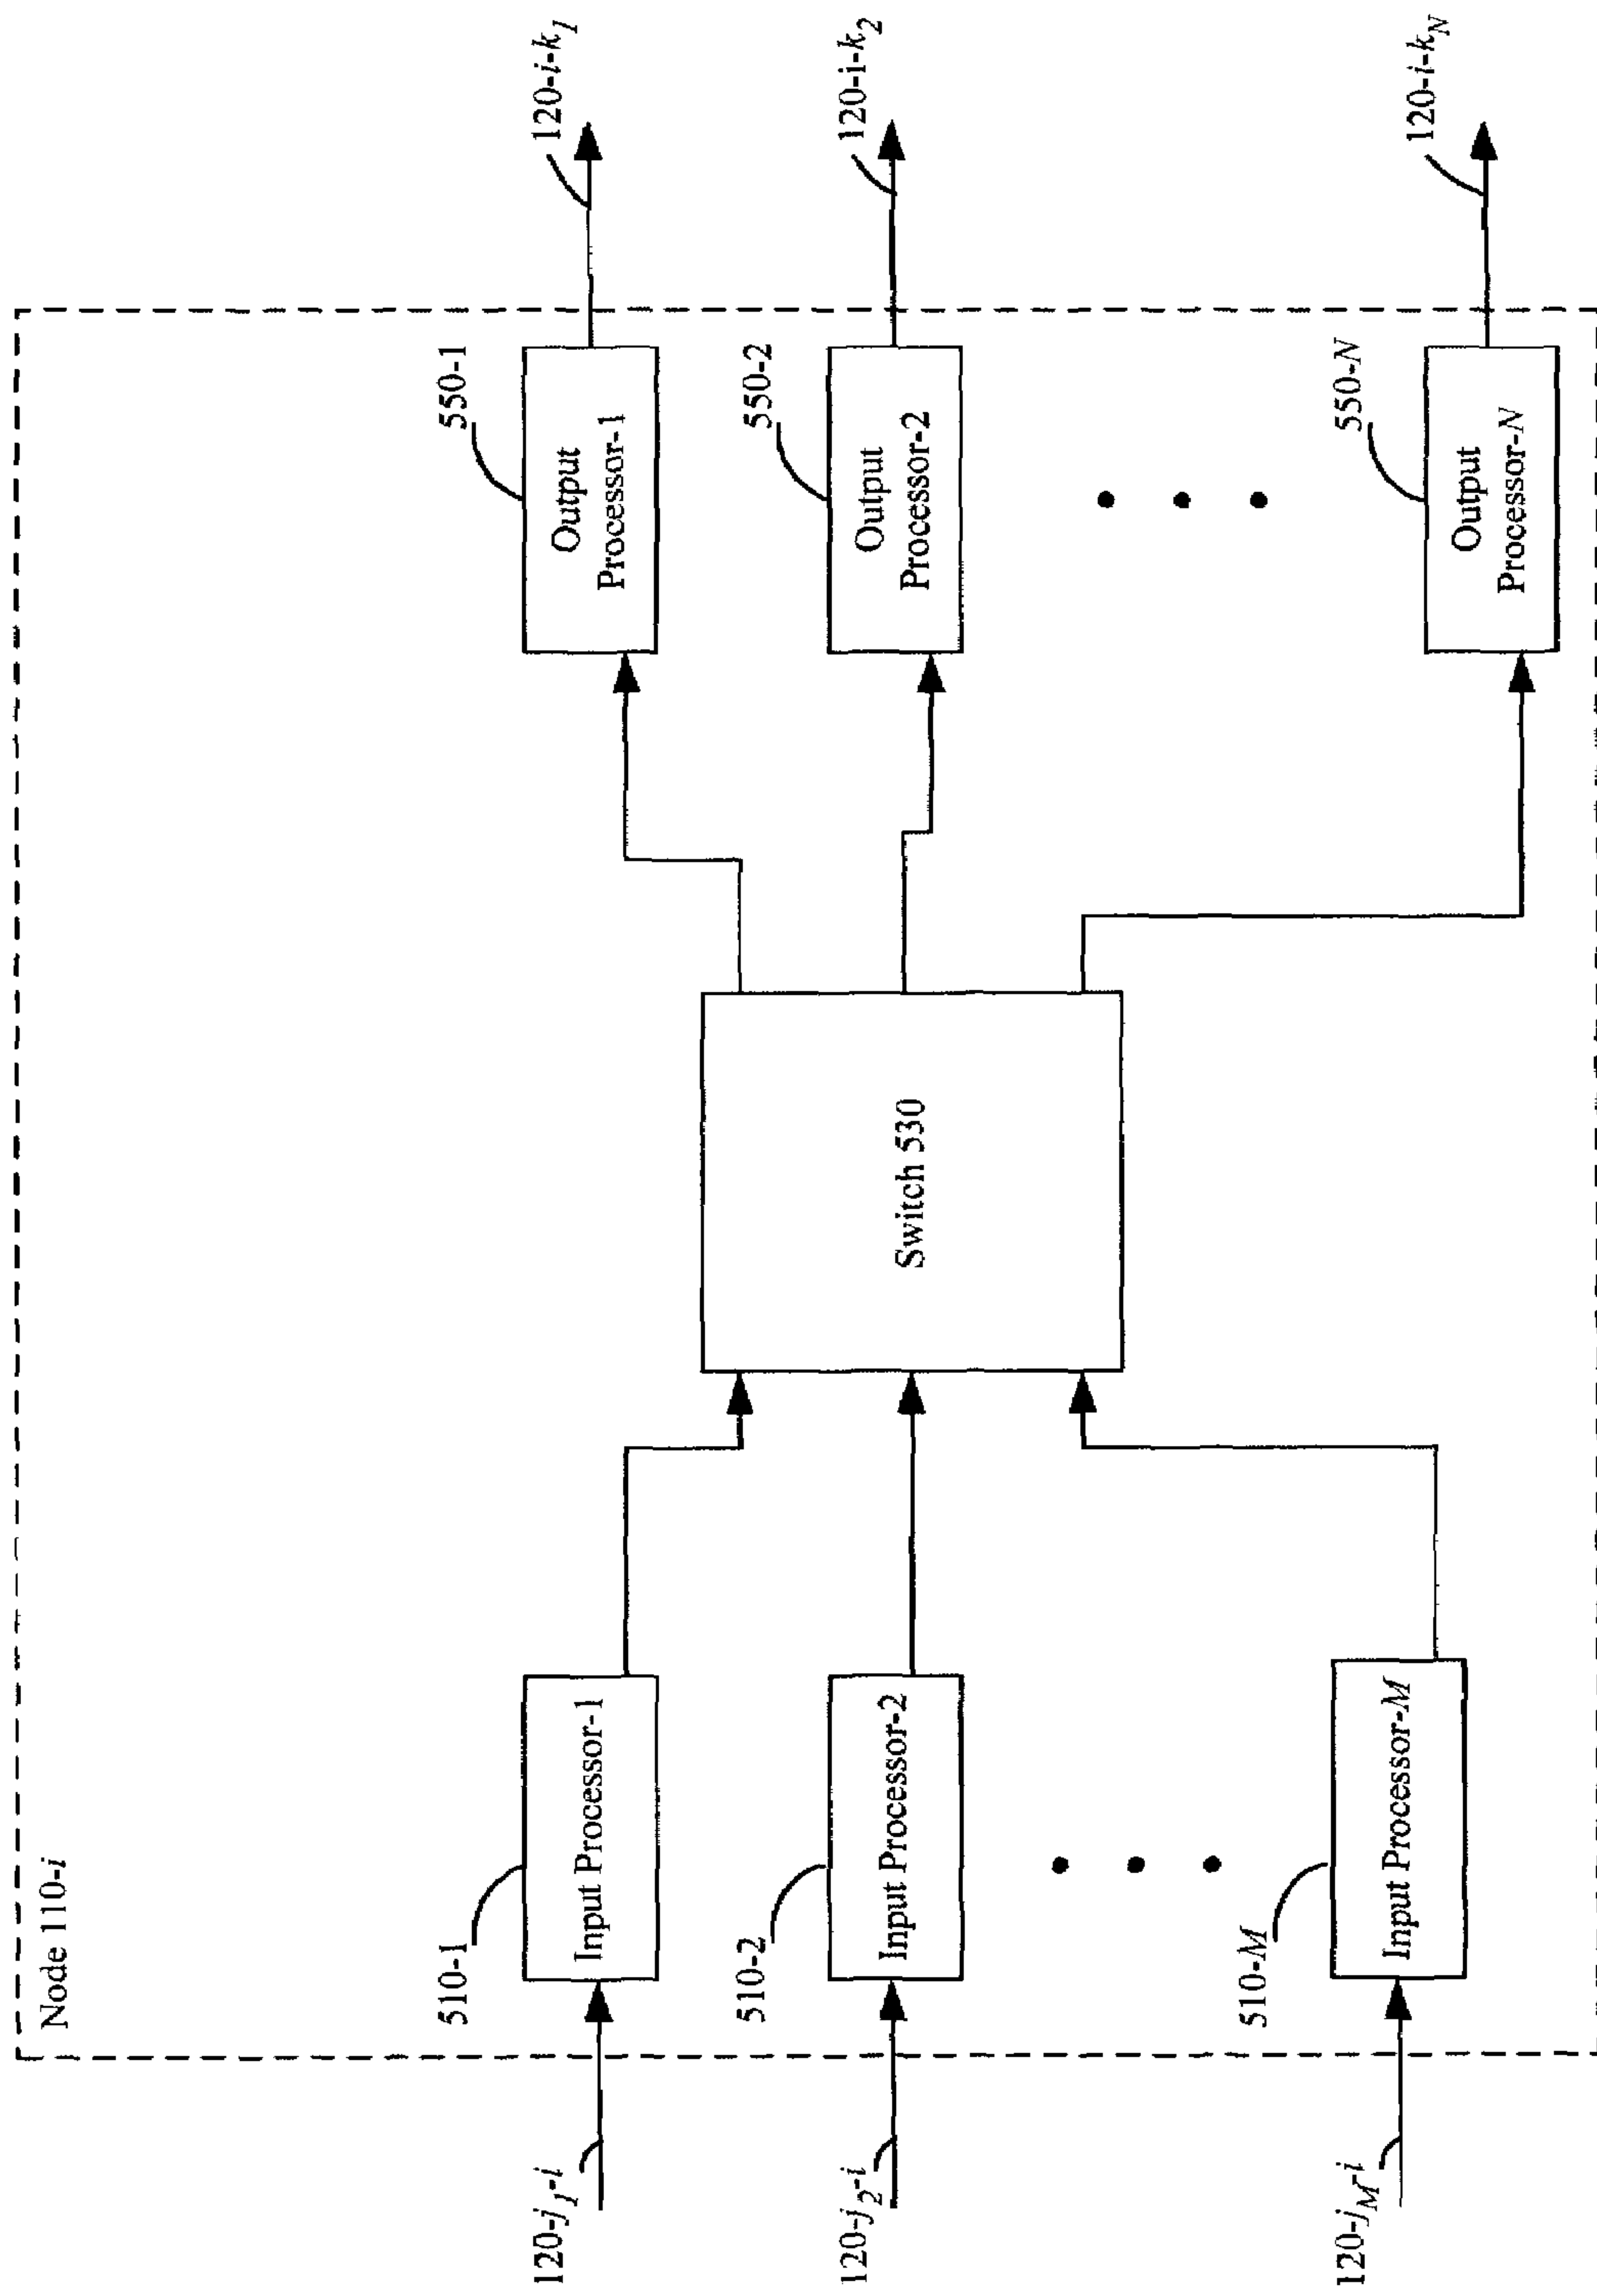 Node 110-i
120-j1-i
510-1
Input Processor-1
120-j2-i
510-2
Input Processor-2
120-jM-i
510-M
Input Processor-M
Switch 530
550-1
Output
Processor-1
120-i-k1
550-2
Output
Processor-2
120-i-k2
550-N
Output
Processor-N
120-i-kN